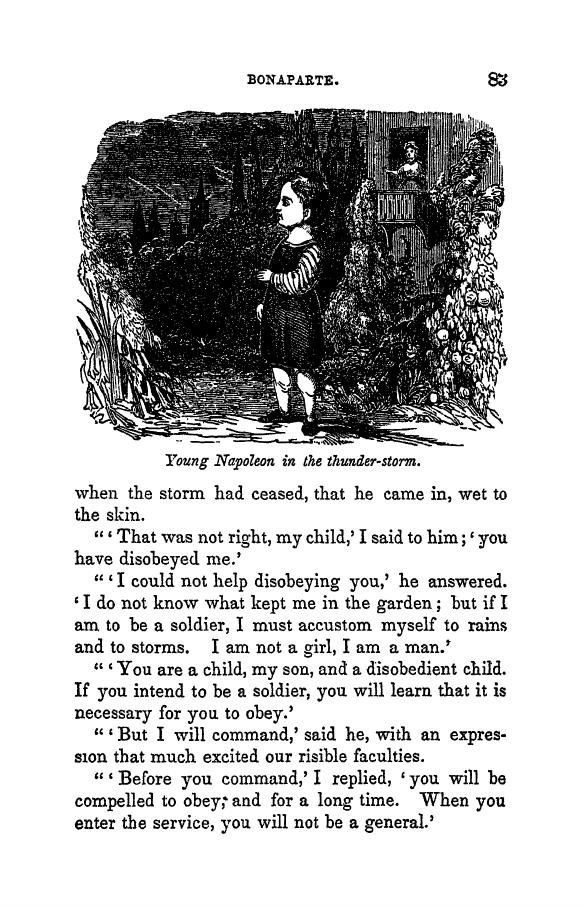 BONAPARTE. 83
Young Napoleon in the thunder-storm.
when the storm had ceased, that he came in, wet to
the skin.
“ ‘ That was not right, my child,’ I said to him ; ‘ you
have disobeyed me.’
“ ‘ I could not help disobeying you,’ he answered.
‘ I do not know what kept me in the garden ; but if I
am to be a soldier, I must accustom myself to rains
and to storms. I am not a girl, I am a man.’
“ ‘ You are a child, my son, and a disobedient child.
If you intend to be a soldier, you will learn that it is
necessary for you to obey.’
“ ‘ But I will command,’ said he, with an expres-
sion that much excited our risible faculties.
“ ‘ Before you command,’ I replied, ‘ you will be
compelled to obey; and for a long time. When you
enter the service, you will not be a general.’